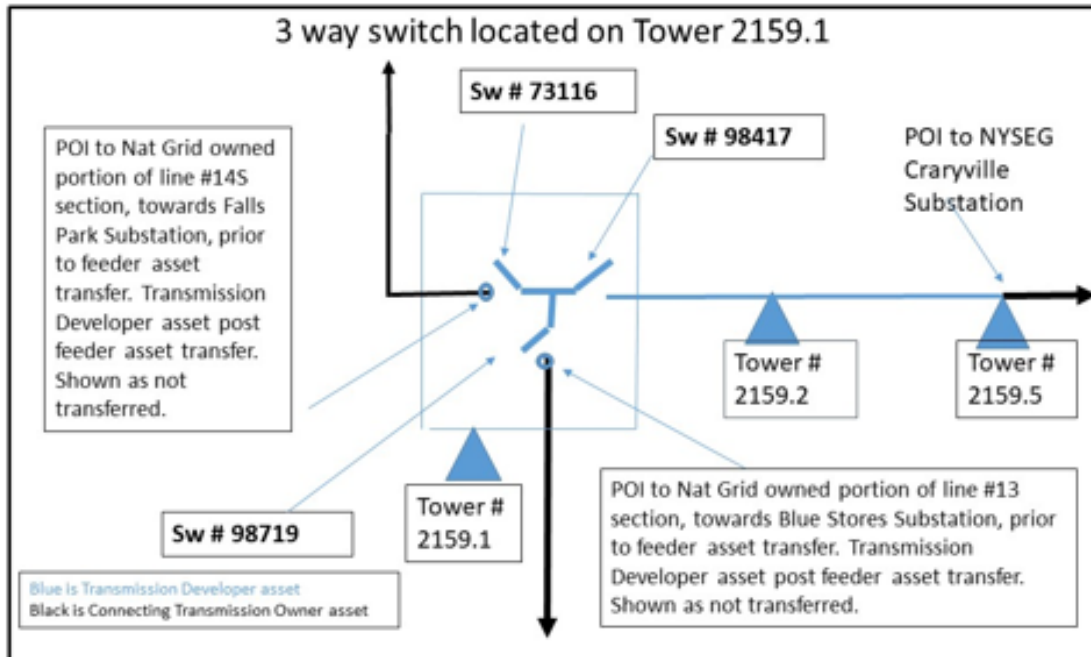 3 way switch located on Tower 2159.1
Sw # 73116
Sw # 98417
POI to Nat Grid owned
portion of line #14S
section, towards Falls
Park Substation, prior
to feeder asset
transfer. Transmission
Developer asset post
feeder asset transfer.
Shown as not
transferred.
POI to NYSEG
Craryville
Substation
Tower #
2159.2
Tower #
2159.5
Sw # 98719
Tower #
2159.1
POI to Nat Grid owned portion of line #13
section, towards Blue Stores Substation, prior
to feeder asset transfer. Transmission
Developer asset post feeder asset transfer.
Shown as not transferred.
Blue is Transmission Developer asset
Black is Connecting Transmission Owner asset